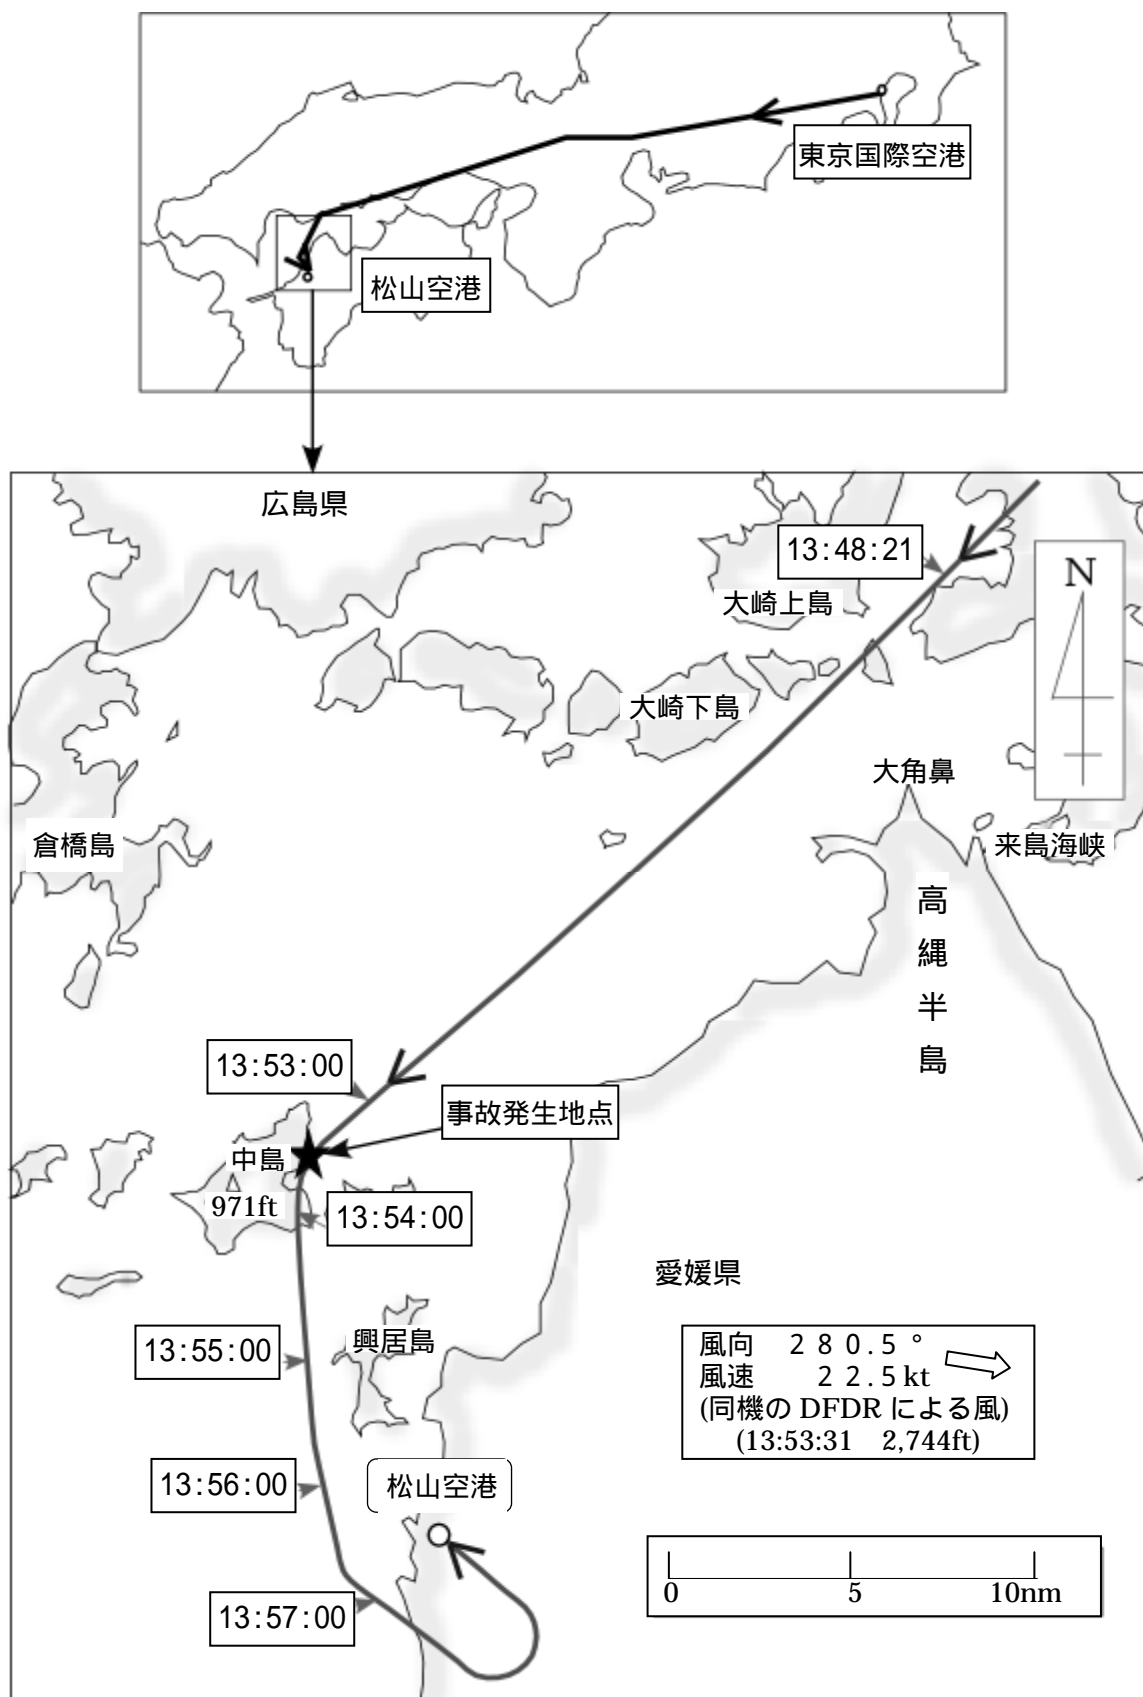 東京国際空港
松山空港
広島県
13:48:21
N
大崎上島
大崎下島
大角鼻
倉橋島
来島海峡
高縄半島
13:53:00
事故発生地点
中島
971ft
13:54:00
愛媛県
13:55:00
興居島
風向 280.5°
風速 22.5kt
(同機の DFDR による風)
(13:53:31 2,744ft)
13:56:00
松山空港
0 5 10nm
13:57:00